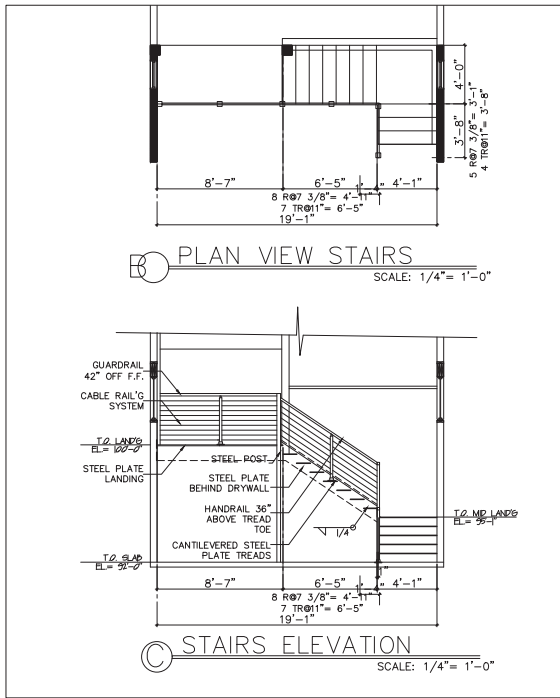 4'-0"
3'-8"
5 R@7 3/8"= 3'-1"
4 TR@11"= 3'-8"
8'-7"
6'-5"
4'-1"
8 R@7 3/8"= 4'-11"
7 TR@11"= 6'-5"
19'-1"
B
PLAN VIEW STAIRS
SCALE: 1/4"= 1'-0"
GUARDRAIL
42" OFF F.F.
CABLE RAIL'G
SYSTEM
T.O. LAND'G
EL.= 100'-0"
STEEL PLATE
LANDING
STEEL POST
STEEL PLATE
BEHIND DRYWALL
HANDRAIL 36"
ABOVE TREAD
TOE
CANTILEVERED STEEL
PLATE TREADS
1/4
T.O. MID LAND'G
EL.= 95'-1"
T.O. SLAB
EL.= 92'-0"
8'-7"
6'-5"
4'-1"
8 R@7 3/8"= 4'-11"
7 TR@11"= 6'-5"
19'-1"
C
STAIRS ELEVATION
SCALE: 1/4"= 1'-0"